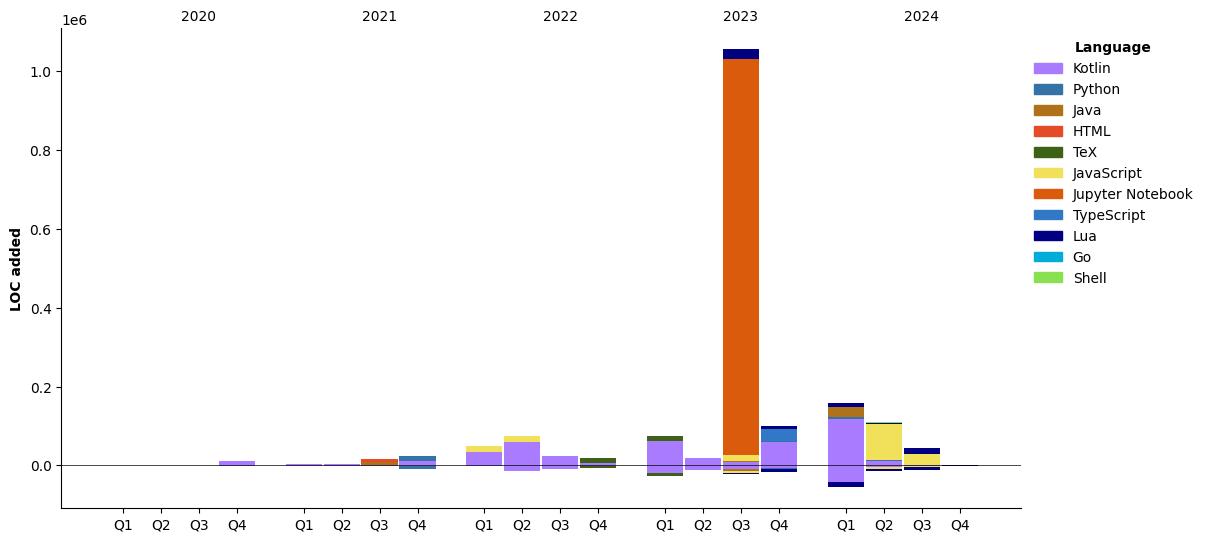 2020 2021 2022 2023 2024
1e6
1.0
0.8
0.6
0.4
0.2
0.0
LOC added
Q1 Q2 Q3 Q4 Q1 Q2 Q3 Q4 Q1 Q2 Q3 Q4 Q1 Q2 Q3 Q4 Q1 Q2 Q3 Q4
Language
Kotlin
Python
Java
HTML
TeX
JavaScript
Jupyter Notebook
TypeScript
Lua
Go
Shell